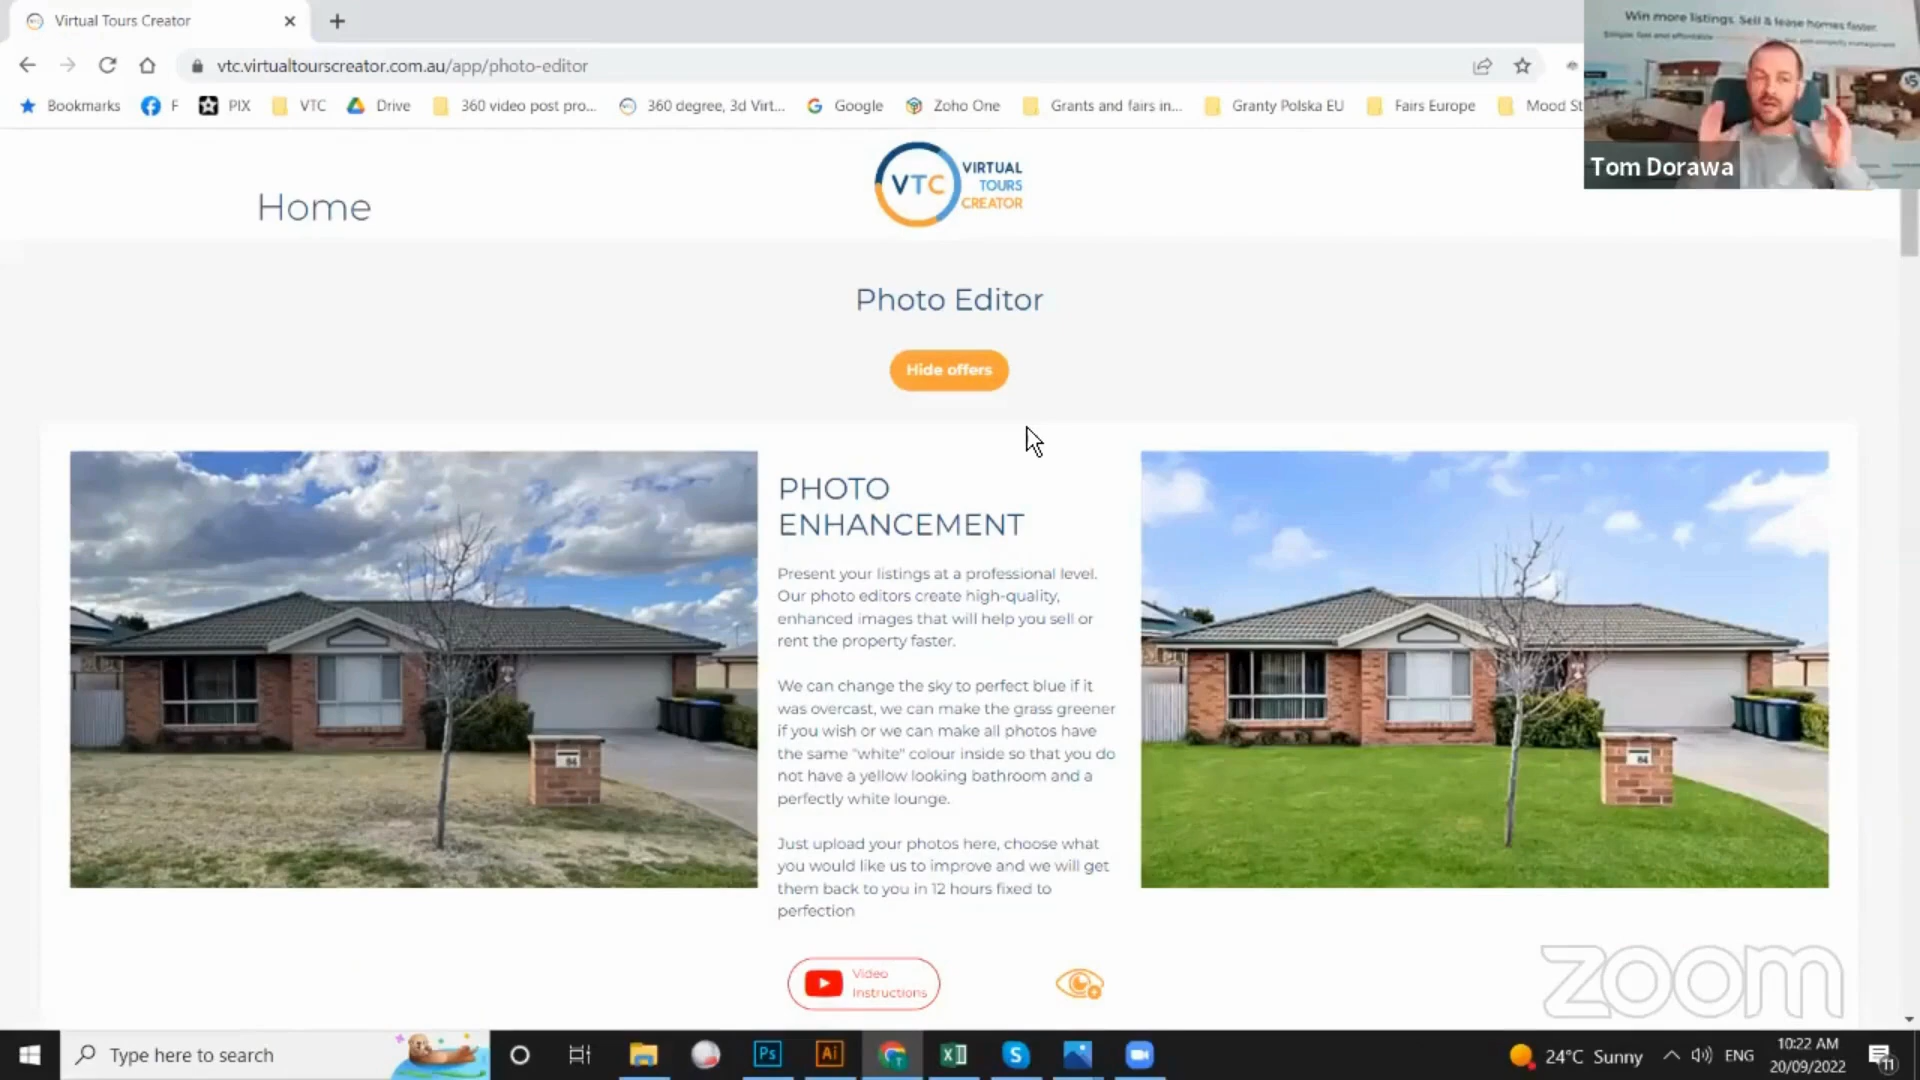 Virtual Tours Creator
vtc.virtualtourscreator.com.au/app/photo-editor
Bookmarks
F
PIX
VTC
Drive
360 video post pro...
360 degree, 3d Virt...
Google
Zoho One
Grants and fairs in...
Granty Polska EU
Fairs Europe
Mood St
Win more listings. Sell & lease homes faster.
$5
Tom Dorawa
Home
VTC
VIRTUAL
TOURS
CREATOR
Photo Editor
Hide offers
PHOTO
ENHANCEMENT
Present your listings at a professional level.
Our photo editors create high-quality,
enhanced images that will help you sell or
rent the property faster.
We can change the sky to perfect blue if it
was overcast, we can make the grass greener
if you wish or we can make all photos have
the same "white" colour inside so that you do
not have a yellow looking bathroom and a
perfectly white lounge.
Just upload your photos here, choose what
you would like us to improve and we will get
them back to you in 12 hours fixed to
perfection
Video
Instructions
zoom
Type here to search
Ps
Ai
24°C Sunny
ENG
10:22 AM
20/09/2022
11